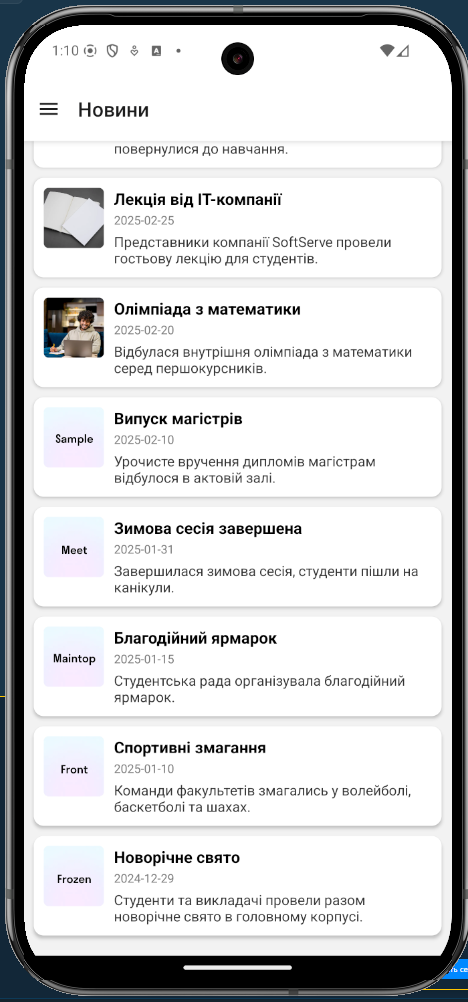 1:10
Новини
повернулися до навчання.
Лекція від ІТ-компанії
2025-02-25
Представники компанії SoftServe провели
гостьову лекцію для студентів.
Олімпіада з математики
2025-02-20
Відбулася внутрішня олімпіада з математики
серед першокурсників.
Sample
Випуск магістрів
2025-02-10
Урочисте вручення дипломів магістрам
відбулося в актовій залі.
Meet
Зимова сесія завершена
2025-01-31
Завершилася зимова сесія, студенти пішли на
канікули.
Maintop
Благодійний ярмарок
2025-01-15
Студентська рада організувала благодійний
ярмарок.
Front
Спортивні змагання
2025-01-10
Команди факультетів змагались у волейболі,
баскетболі та шахах.
Frozen
Новорічне свято
2024-12-29
Студенти та викладачі провели разом
новорічне свято в головному корпусі.